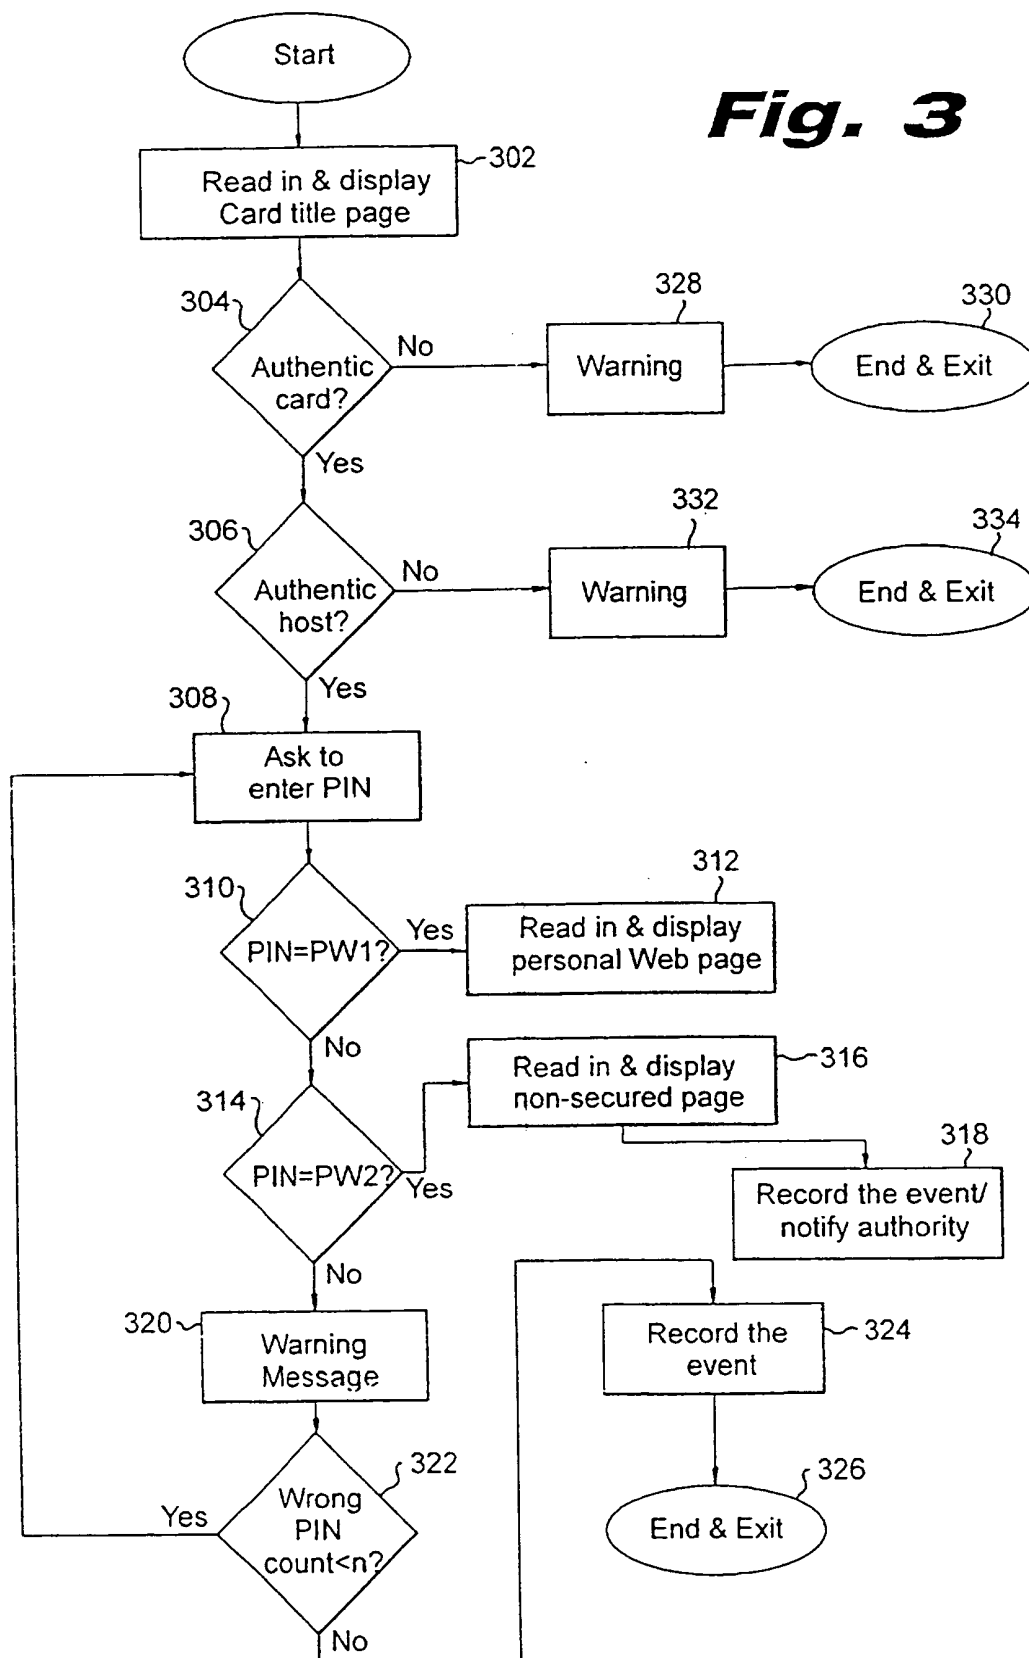 Start
Fig. 3
302
Read in & display
Card title page
304
Authentic
card?
No
328
Warning
330
End & Exit
Yes
306
Authentic
host?
No
332
Warning
334
End & Exit
Yes
308
Ask to
enter PIN
310
PIN=PW1?
Yes
312
Read in & display
personal Web page
No
314
PIN=PW2?
Yes
316
Read in & display
non-secured page
318
Record the event/
notify authority
No
320
Warning
Message
324
Record the
event
322
Wrong
PIN
count<n?
Yes
326
End & Exit
No